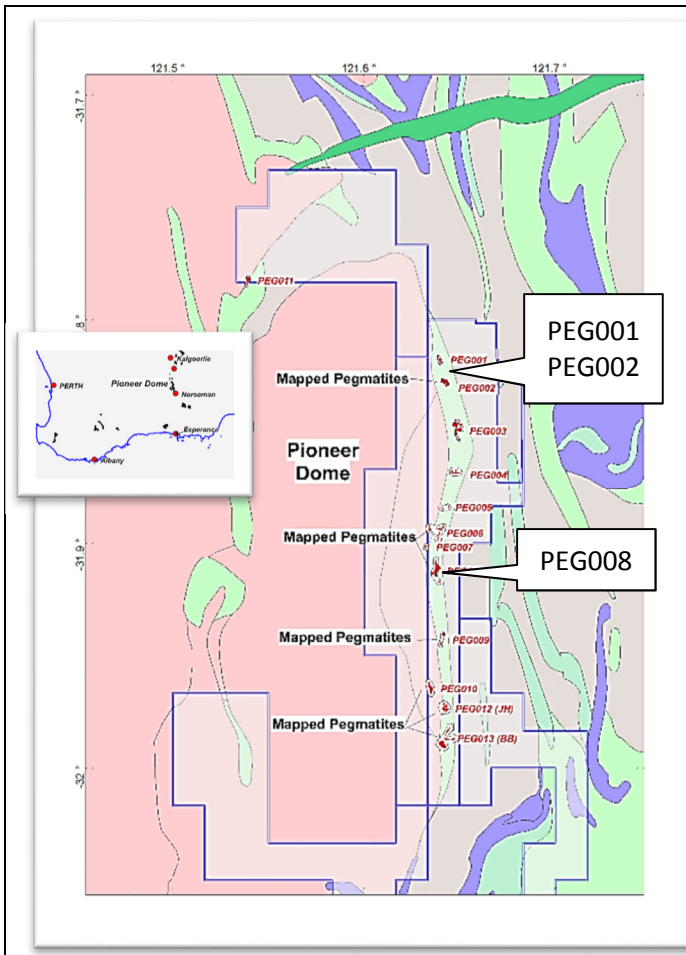 121.5 °
121.6 °
121.7 °
-31.7
PEG011
.8
PEG001
PEG002
PEG001
Mapped Pegmatites
PEG002
Kalgoorlie
PERTH
Pioneer Dome
Norseman
Esperance
Albany
PEG003
Pioneer
Dome
PEG004
PEG005
Mapped Pegmatites
PEG006
PEG007
-31.9
PEG008
Mapped Pegmatites
PEG009
PEG010
PEG012 (JH)
Mapped Pegmatites
PEG013 (BB)
-32